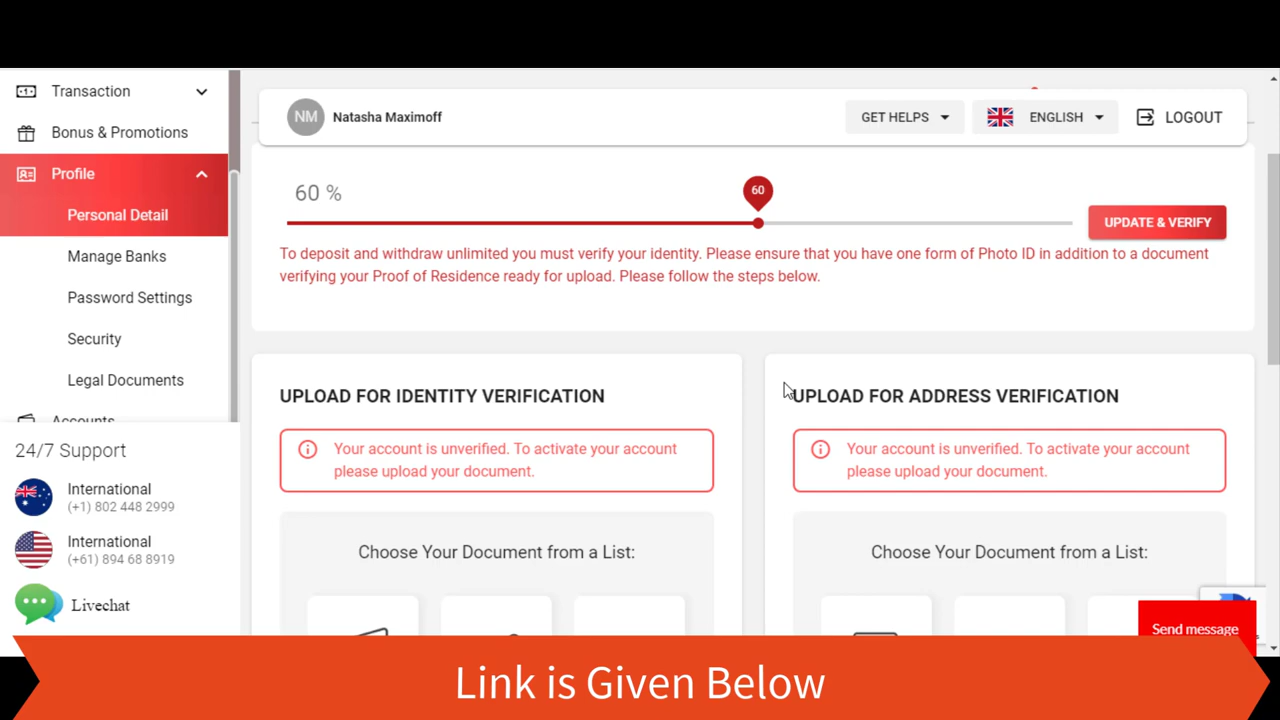 Transaction
Bonus & Promotions
Profile
Personal Detail
Manage Banks
Password Settings
Security
Legal Documents
Accounts
24/7 Support
International
(+1) 802 448 2999
International
(+61) 894 68 8919
Livechat
NM
Natasha Maximoff
GET HELPS
ENGLISH
LOGOUT
60 %
60
UPDATE & VERIFY
To deposit and withdraw unlimited you must verify your identity. Please ensure that you have one form of Photo ID in addition to a document
verifying your Proof of Residence ready for upload. Please follow the steps below.
UPLOAD FOR IDENTITY VERIFICATION
Your account is unverified. To activate your account
please upload your document.
Choose Your Document from a List:
UPLOAD FOR ADDRESS VERIFICATION
Your account is unverified. To activate your account
please upload your document.
Choose Your Document from a List:
Send message
Link is Given Below